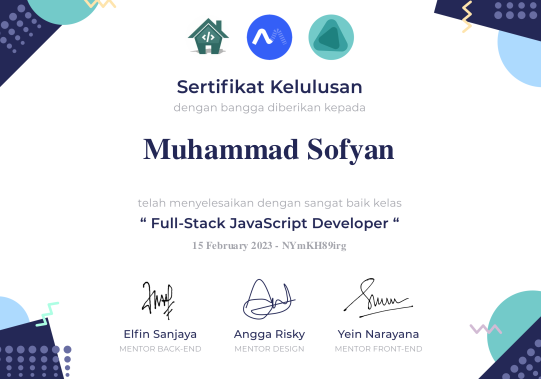 Sertifikat Kelulusan
dengan bangga diberikan kepada
Muhammad Sofyan
telah menyelesaikan dengan sangat baik kelas
“ Full-Stack JavaScript Developer “
15 February 2023 - NYmKH89irg
Elfin Sanjaya Angga Risky Yein Narayana
MENTOR BACK-END MENTOR DESIGN MENTOR FRONT-END